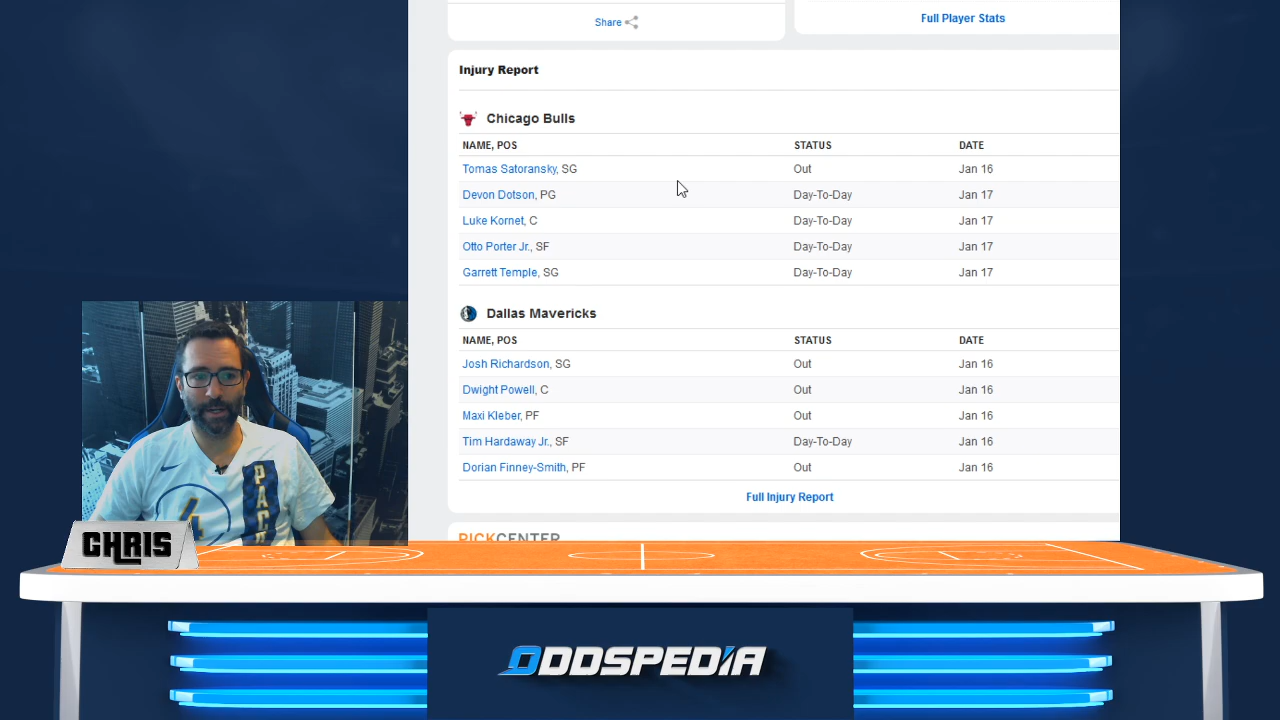 Share
Full Player Stats
Injury Report
Chicago Bulls
NAME, POS STATUS DATE
Tomas Satoransky, SG Out Jan 16
Devon Dotson, PG Day-To-Day Jan 17
Luke Kornet, C Day-To-Day Jan 17
Otto Porter Jr., SF Day-To-Day Jan 17
Garrett Temple, SG Day-To-Day Jan 17
Dallas Mavericks
NAME, POS STATUS DATE
Josh Richardson, SG Out Jan 16
Dwight Powell, C Out Jan 16
Maxi Kleber, PF Out Jan 16
Tim Hardaway Jr., SF Day-To-Day Jan 16
Dorian Finney-Smith, PF Out Jan 16
Full Injury Report
PICKCENTER
PAC
4
CHRIS
ODDSPEDIA